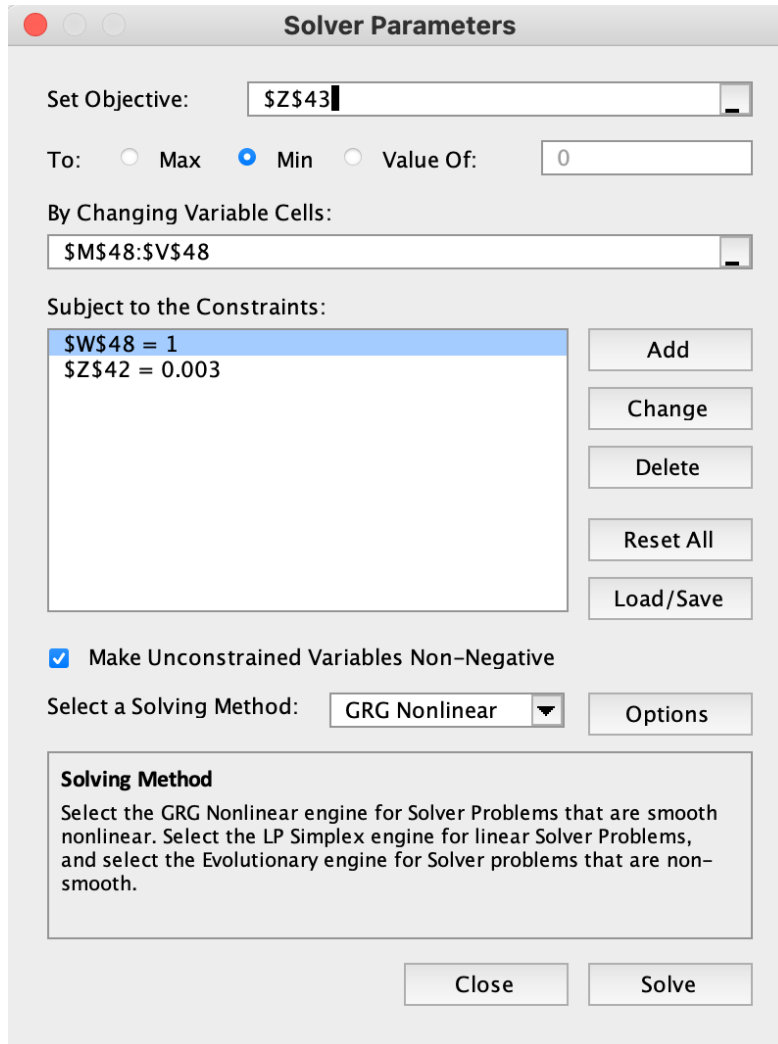 Solver Parameters
Set Objective: $Z$43
To: Max Min Value Of: 0
By Changing Variable Cells:
$M$48:$V$48
Subject to the Constraints:
$W$48 = 1
$Z$42 = 0.003
Add
Change
Delete
Reset All
Load/Save
Make Unconstrained Variables Non-Negative
Select a Solving Method: GRG Nonlinear Options
Solving Method
Select the GRG Nonlinear engine for Solver Problems that are smooth
nonlinear. Select the LP Simplex engine for linear Solver Problems,
and select the Evolutionary engine for Solver problems that are non-
smooth.
Close Solve